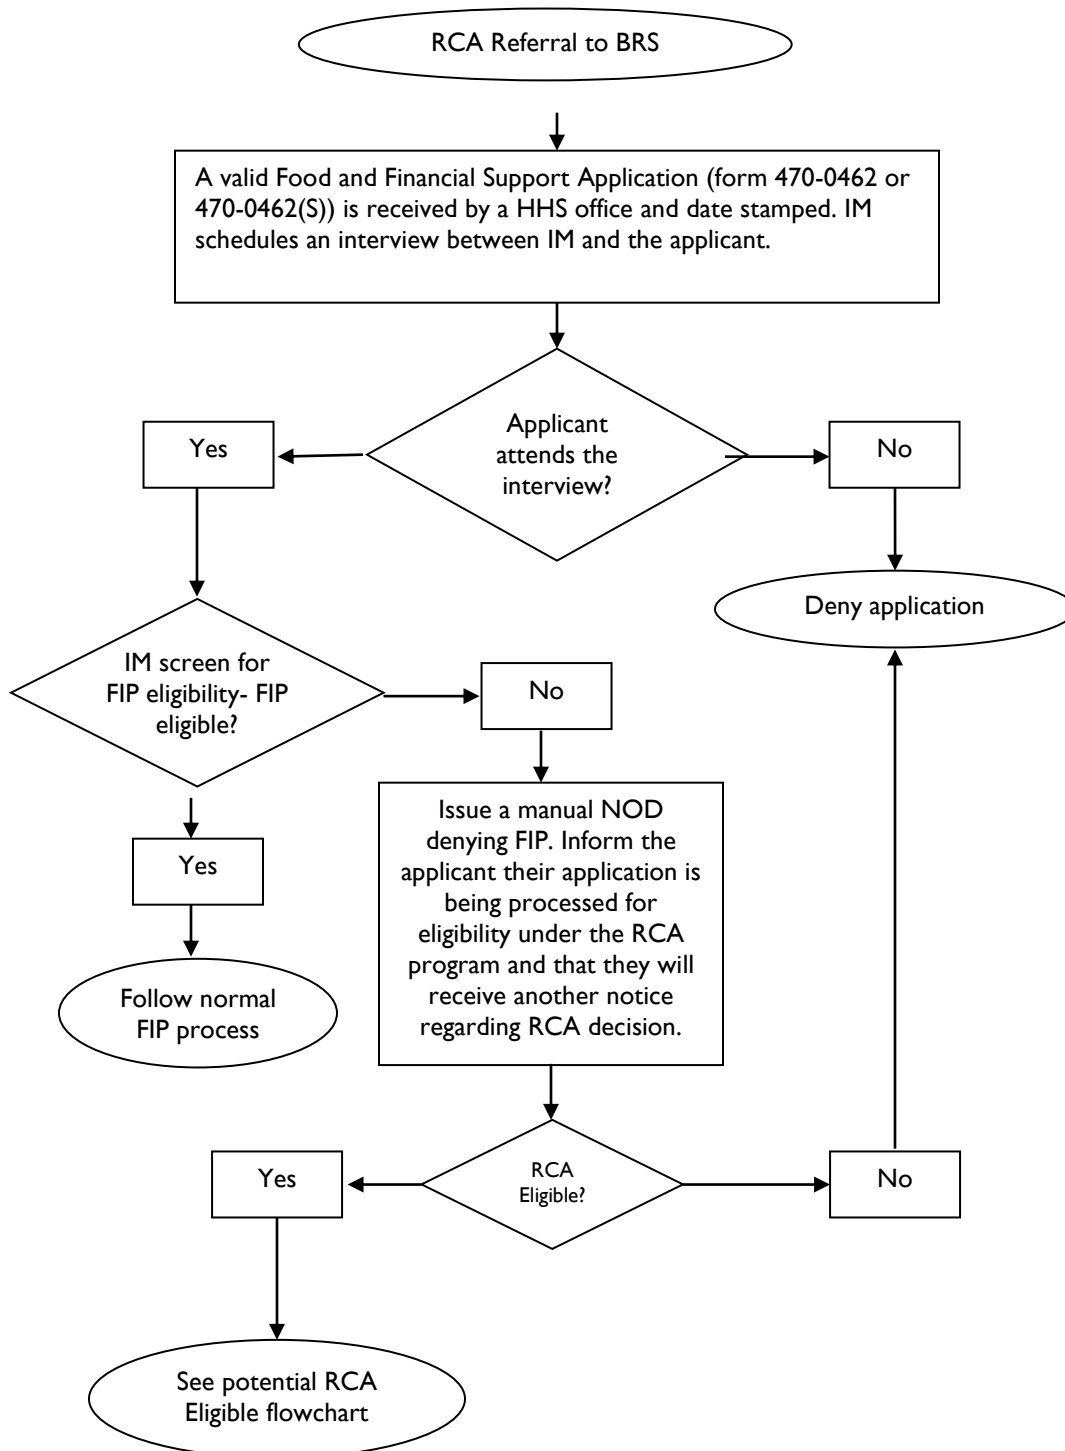 RCA Referral to BRS
A valid Food and Financial Support Application (form 470-0462 or
470-0462(S)) is received by a HHS office and date stamped. IM
schedules an interview between IM and the applicant.
Applicant
attends the
interview?
Yes
No
Deny application
IM screen for
FIP eligibility- FIP
eligible?
No
Yes
Follow normal
FIP process
Issue a manual NOD
denying FIP. Inform the
applicant their application is
being processed for
eligibility under the RCA
program and that they will
receive another notice
regarding RCA decision.
RCA
Eligible?
Yes
No
See potential RCA
Eligible flowchart